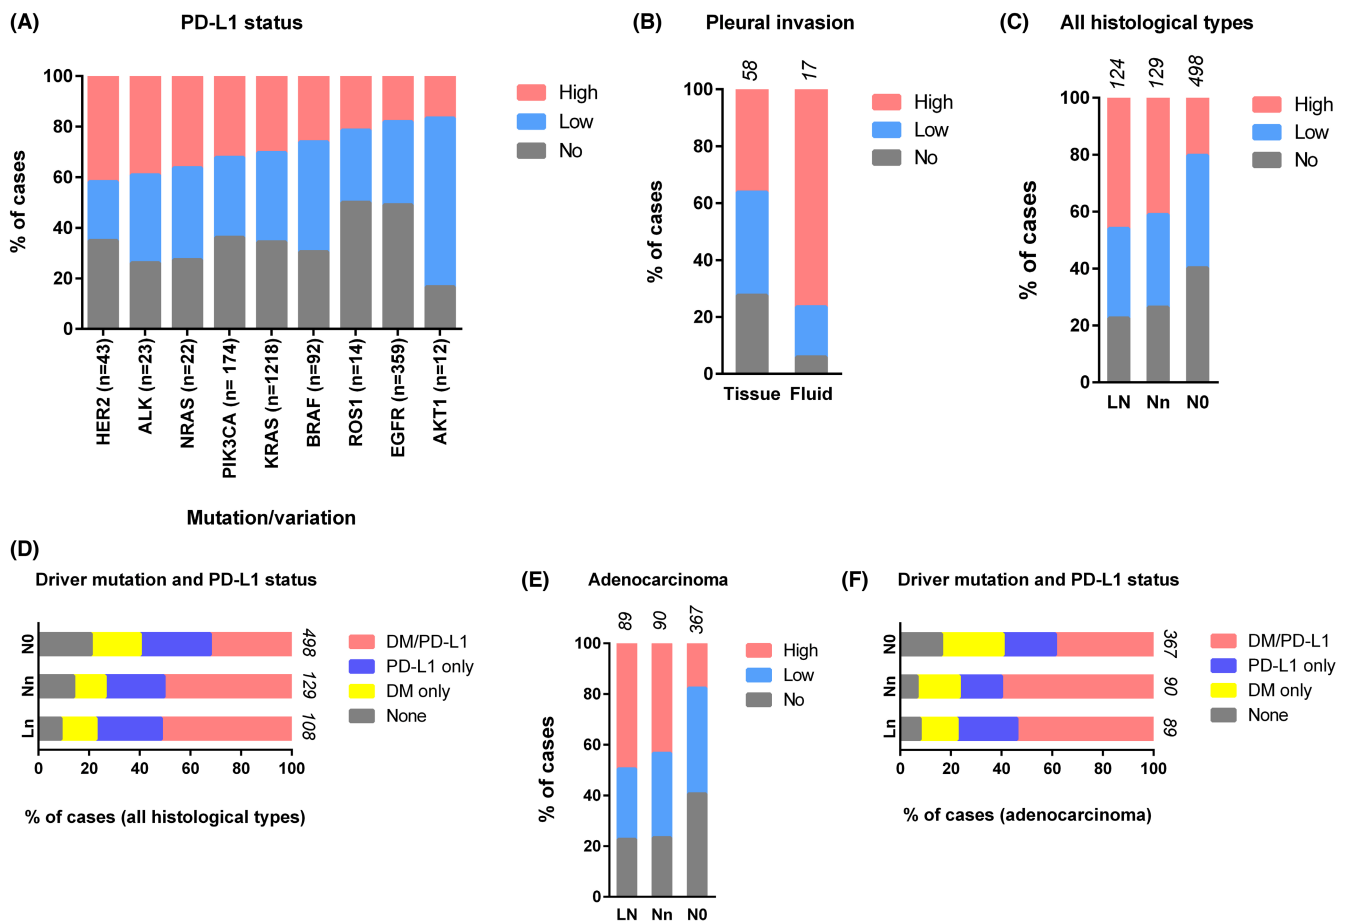 (A)
PD-L1 status
100
80
60
40
20
0
% of cases
High
Low
No
HER2 (n=43)
ALK (n=23)
NRAS (n=22)
PIK3CA (n= 174)
KRAS (n=1218)
BRAF (n=92)
ROS1 (n=14)
EGFR (n=359)
AKT1 (n=12)
Mutation/variation
(B)
Pleural invasion
58
17
100
80
60
40
20
0
% of cases
High
Low
No
Tissue Fluid
(C)
All histological types
124
129
498
100
80
60
40
20
0
% of cases
High
Low
No
LN Nn N0
(D)
Driver mutation and PD-L1 status
N0
Nn
Ln
498
129
108
DM/PD-L1
PD-L1 only
DM only
None
0 20 40 60 80 100
% of cases (all histological types)
(E)
Adenocarcinoma
89
90
367
100
80
60
40
20
0
% of cases
High
Low
No
LN Nn N0
(F)
Driver mutation and PD-L1 status
N0
Nn
Ln
367
90
89
DM/PD-L1
PD-L1 only
DM only
None
0 20 40 60 80 100
% of cases (adenocarcinoma)